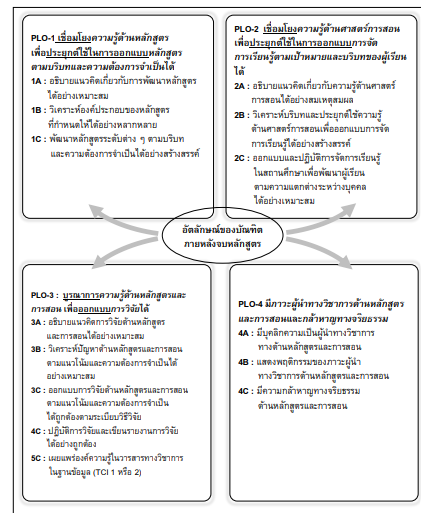 PLO-1 เชื่อมโยงความรู้ด้านหลักสูตร
เพื่อประยุกต์ใช้ในการออกแบบหลักสูตร
ตามบริบทและความต้องการจำเป็นได้
1A : อธิบายแนวคิดเกี่ยวกับการพัฒนาหลักสูตร
ได้อย่างเหมาะสม
1B : วิเคราะห์องค์ประกอบของหลักสูตร
ที่กำหนดให้ได้อย่างหลากหลาย
1C : พัฒนาหลักสูตรระดับต่าง ๆ ตามบริบท
และความต้องการจำเป็นได้อย่างสร้างสรรค์
PLO-2 เชื่อมโยงความรู้ด้านศาสตร์การสอน
เพื่อประยุกต์ใช้ในการออกแบบการจัด
การเรียนรู้ตามเป้าหมายและบริบทของผู้เรียน
ได้
2A : อธิบายแนวคิดเกี่ยวกับความรู้ด้านศาสตร์
การสอนได้อย่างสมเหตุสมผล
2B : วิเคราะห์บริบทและประยุกต์ใช้ความรู้
ด้านศาสตร์การสอนเพื่อออกแบบการจัด
การเรียนรู้ได้อย่างสร้างสรรค์
2C : ออกแบบและปฏิบัติการจัดการเรียนรู้
ในสถานศึกษาเพื่อพัฒนาผู้เรียน
ตามความแตกต่างระหว่างบุคคล
ได้อย่างเหมาะสม
อัตลักษณ์ของบัณฑิต
ภายหลังจบหลักสูตร
PLO-3 : บูรณาการความรู้ด้านหลักสูตรและ
การสอน เพื่อออกแบบการวิจัยได้
3A : อธิบายแนวคิดการวิจัยด้านหลักสูตร
และการสอนได้อย่างเหมาะสม
3B : วิเคราะห์ปัญหาด้านหลักสูตรและการสอน
ตามแนวโน้มและความต้องการจำเป็นได้
อย่างเหมาะสม
3C : ออกแบบการวิจัยด้านหลักสูตรและการสอน
ตามแนวโน้มและความต้องการจำเป็น
ได้ถูกต้องตามระเบียบวิธีวิจัย
4C : ปฏิบัติการวิจัยและเขียนรายงานการวิจัย
ได้อย่างถูกต้อง
5C : เผยแพร่องค์ความรู้ในวารสารทางวิชาการ
ในฐานข้อมูล (TCI 1 หรือ 2)
PLO-4 มีภาวะผู้นำทางวิชาการด้านหลักสูตร
และการสอนและกล้าหาญทางจริยธรรม
4A : มีบุคลิกความเป็นผู้นำทางวิชาการ
ทางด้านหลักสูตรและการสอน
4B : แสดงพฤติกรรมของภาวะผู้นำ
ทางวิชาการด้านหลักสูตรและการสอน
4C : มีความกล้าหาญทางจริยธรรม
ด้านหลักสูตรและการสอน